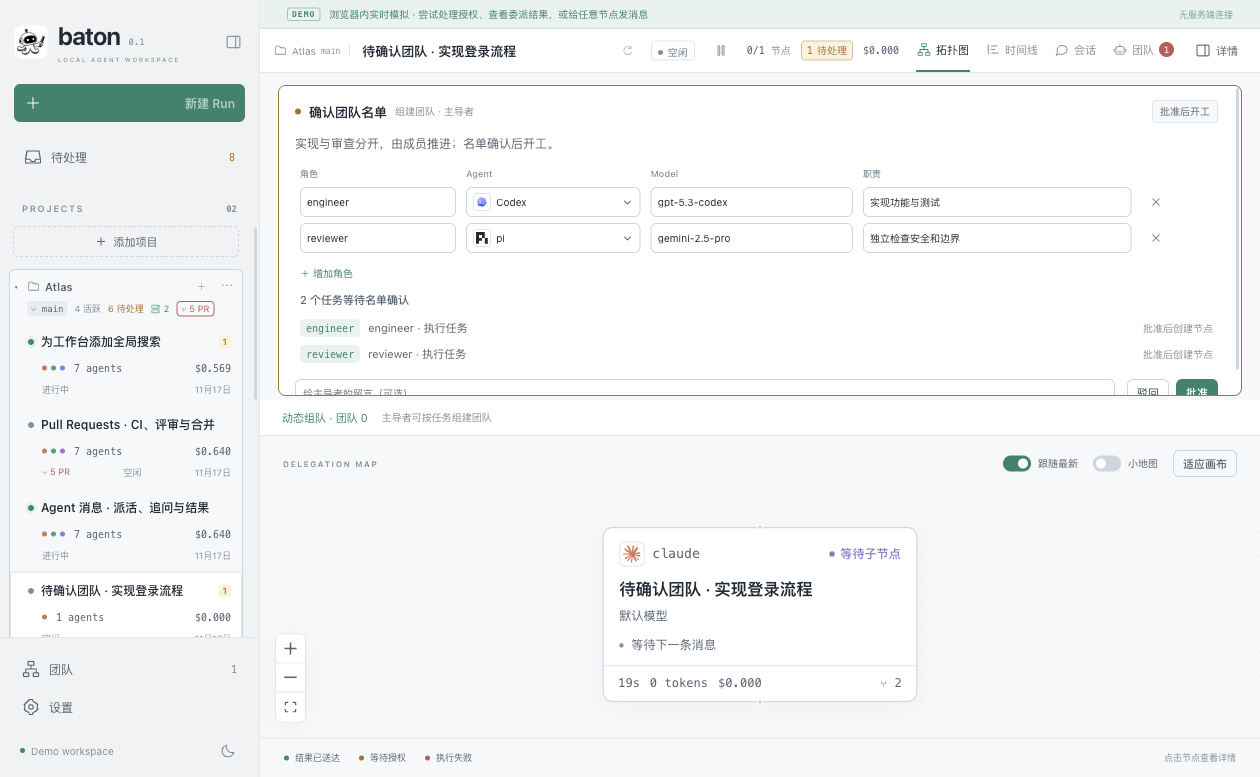 baton 0.1
LOCAL AGENT WORKSPACE
新建 Run
待处理 8
PROJECTS 02
添加项目
Atlas
main 4 活跃 6 待处理 2 5 PR
为工作台添加全局搜索 1
7 agents $0.569
进行中 11月17日
Pull Requests · CI、评审与合并
7 agents $0.640
5 PR 空闲 11月17日
Agent 消息 · 派活、追问与结果
7 agents $0.640
进行中 11月17日
待确认团队 · 实现登录流程 1
1 agents $0.000
团队 1
设置
Demo workspace
DEMO 浏览器内实时模拟 · 尝试处理授权、查看委派结果，或给任意节点发消息 无服务端连接
Atlas main 待确认团队 · 实现登录流程 空闲 0/1 节点 1 待处理 $0.000 拓扑图 时间线 会话 团队 1 详情
确认团队名单 组建团队 · 主导者 批准后开工
实现与审查分开，由成员推进；名单确认后开工。
角色 Agent Model 职责
engineer Codex gpt-5.3-codex 实现功能与测试
reviewer pi gemini-2.5-pro 独立检查安全和边界
+ 增加角色
2 个任务等待名单确认
engineer engineer · 执行任务 批准后创建节点
reviewer reviewer · 执行任务 批准后创建节点
给主导者的留言（可选） 驳回 批准
动态组队 · 团队 0 主导者可按任务组建团队
DELEGATION MAP 跟随最新 小地图 适应画布
claude 等待子节点
待确认团队 · 实现登录流程
默认模型
等待下一条消息
19s 0 tokens $0.000 2
结果已送达 等待授权 执行失败 点击节点查看详情